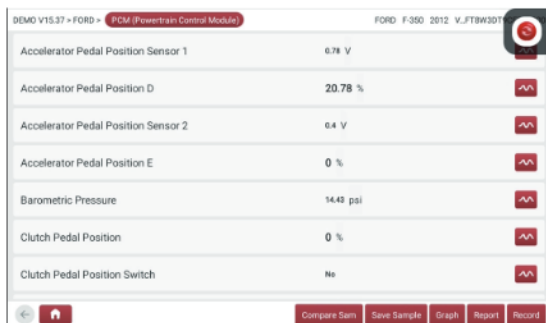 DEMO V15.37 > FORD > PCM (Powertrain Control Module) FORD F-350 2012
Accelerator Pedal Position Sensor 1 0.78 V
Accelerator Pedal Position D 20.78 %
Accelerator Pedal Position Sensor 2 0.4 V
Accelerator Pedal Position E 0 %
Barometric Pressure 14.43 psi
Clutch Pedal Position 0 %
Clutch Pedal Position Switch No
Compare Sam Save Sample Graph Report Record